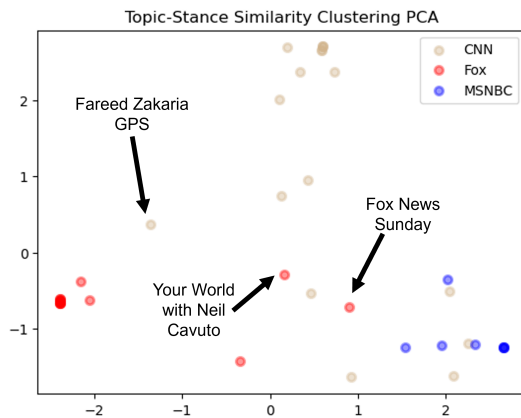 Topic-Stance Similarity Clustering PCA
CNN
Fox
MSNBC
Fareed Zakaria
GPS
Fox News
Sunday
Your World
with Neil
Cavuto
2
1
0
−1
−2
−1
0
1
2